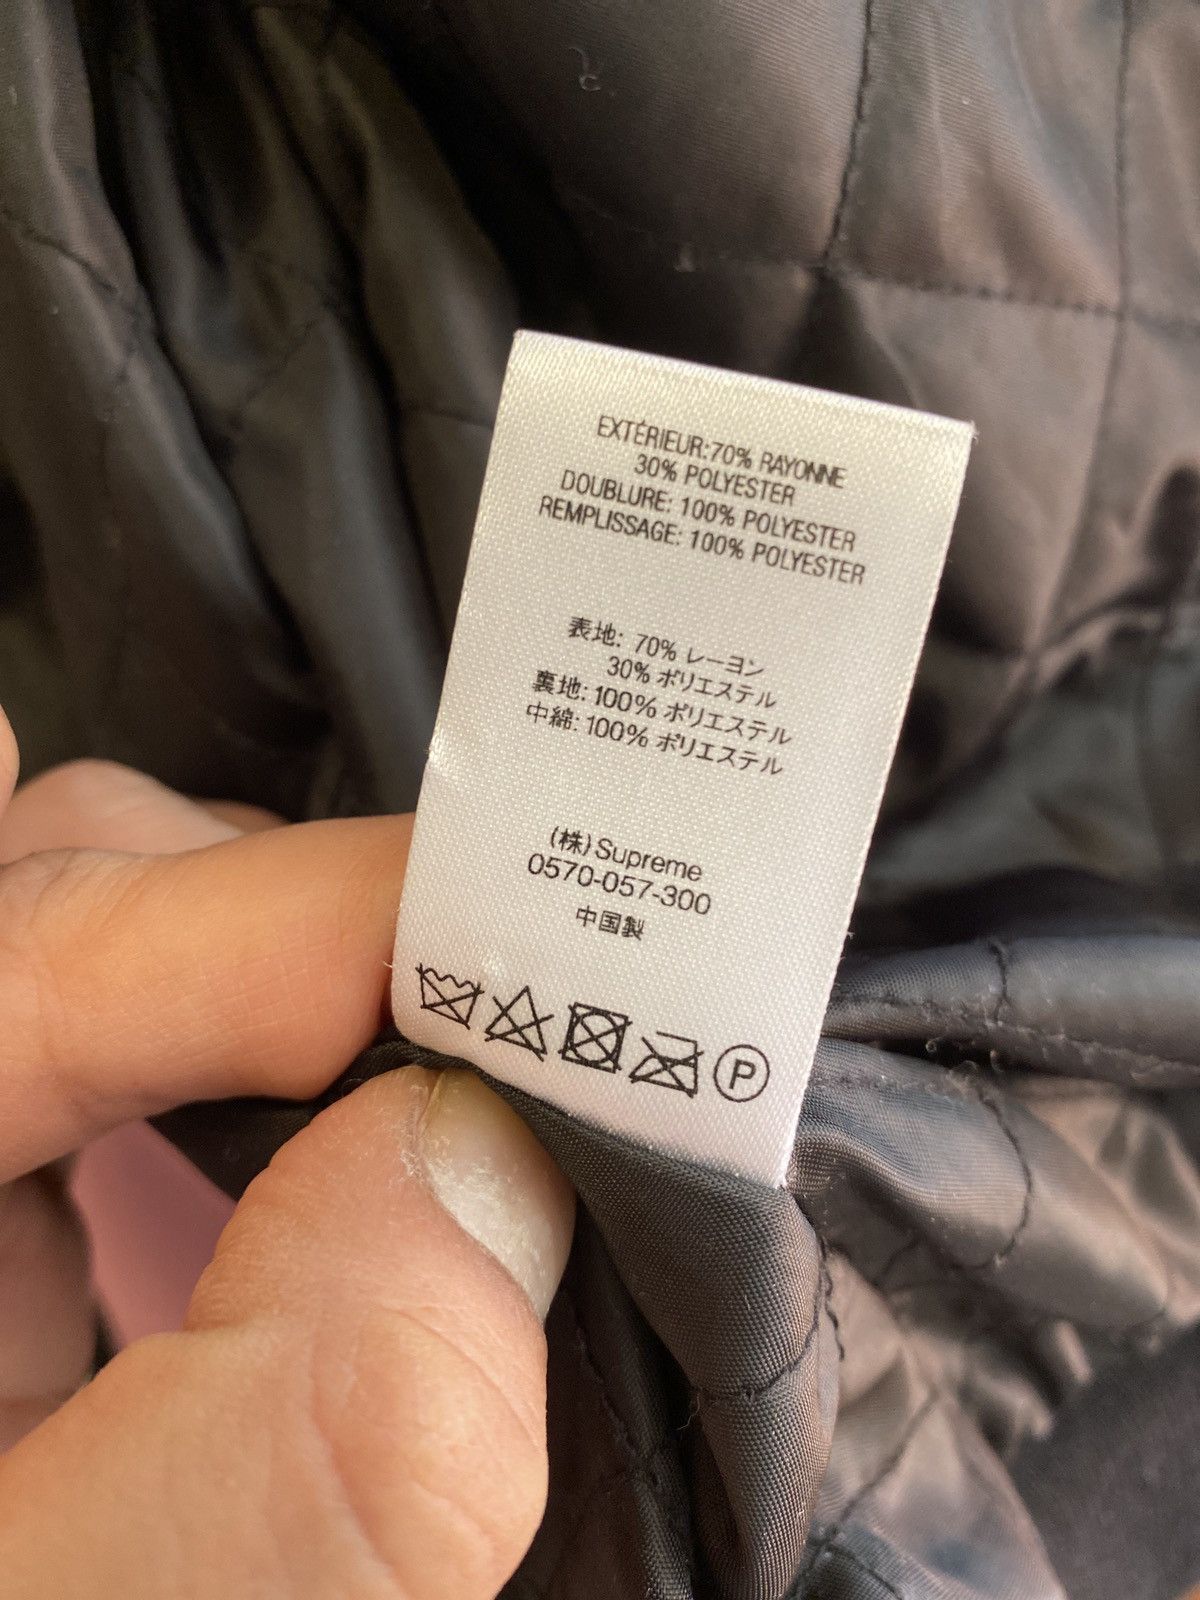 EXTÉRIEUR:70% RAYONNE
30% POLYESTER
DOUBLURE: 100% POLYESTER
REMPLISSAGE: 100% POLYESTER
表地: 70% レーヨン
30% ポリエステル
裏地: 100% ポリエステル
中綿: 100% ポリエステル
(株) Supreme
0570-057-300
中国製
P